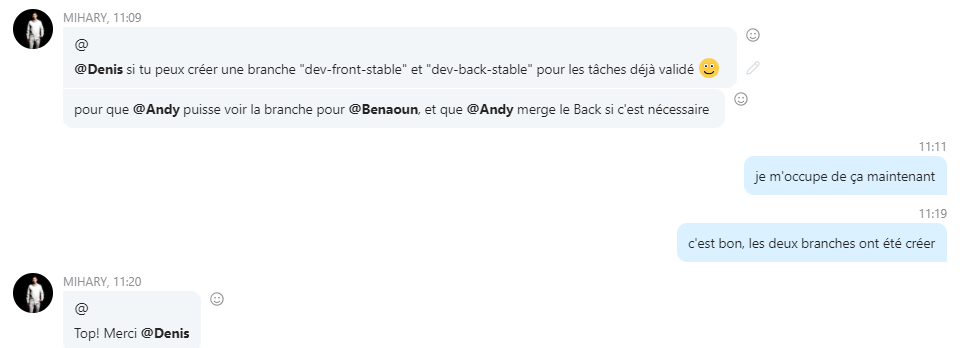 MIHARY, 11:09
@
@Denis si tu peux créer une branche "dev-front-stable" et "dev-back-stable" pour les tâches déjà validé
pour que @Andy puisse voir la branche pour @Benaoun, et que @Andy merge le Back si c'est nécessaire
11:11
je m'occupe de ça maintenant
11:19
c'est bon, les deux branches ont été créer
MIHARY, 11:20
@
Top! Merci @Denis